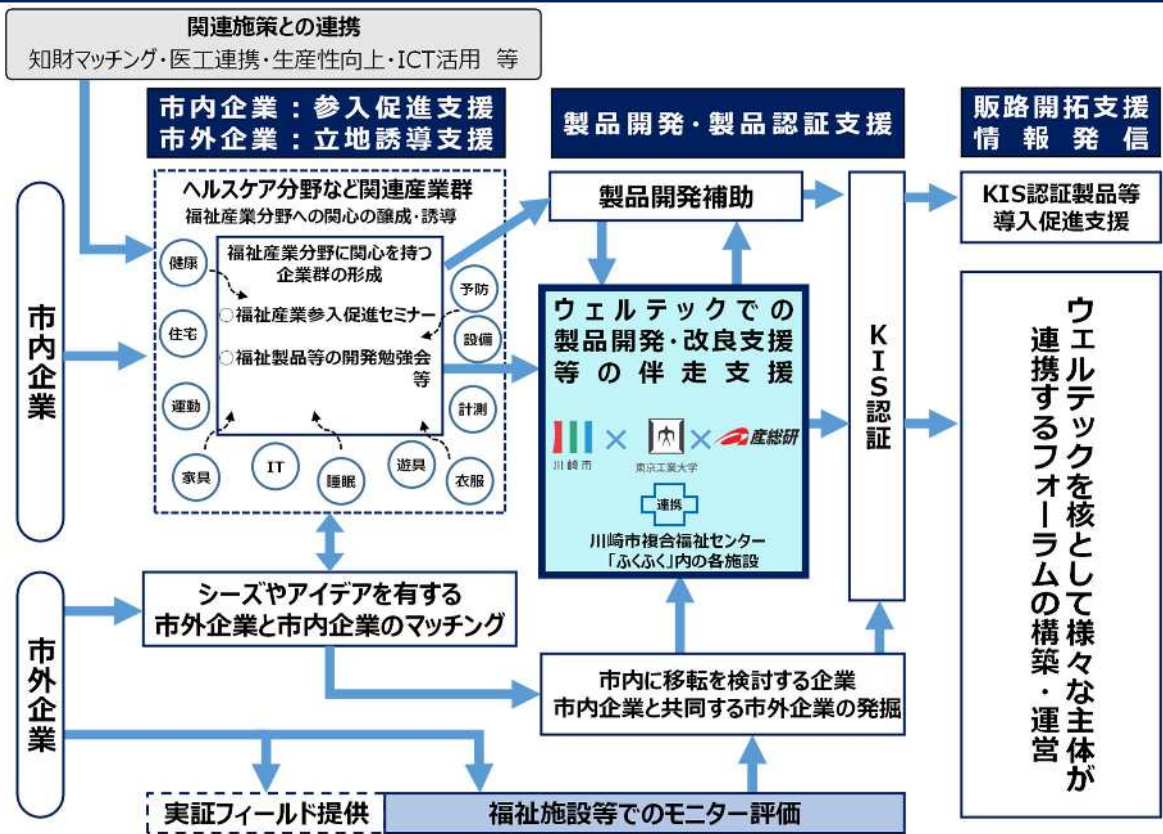 関連施策との連携
知財マッチング・医工連携・生産性向上・ICT活用 等
市内企業：参入促進支援
市外企業：立地誘導支援
製品開発・製品認証支援
販路開拓支援
情報発信
市内企業
市外企業
ヘルスケア分野など関連産業群
福祉産業分野への関心の醸成・誘導
福祉産業分野に関心を持つ
企業群の形成
○福祉産業参入促進セミナー
○福祉製品等の開発勉強会
等
健康
住宅
運動
家具
IT
睡眠
遊具
衣服
計測
設備
予防
シーズやアイデアを有する
市外企業と市内企業のマッチング
製品開発補助
ウェルテックでの
製品開発・改良支援
等の伴走支援
川崎市
×
東京工業大学
×
産総研
連携
川崎市複合福祉センター
「ふくふく」内の各施設
市内に移転を検討する企業
市内企業と共同する市外企業の発掘
実証フィールド提供
福祉施設等でのモニター評価
KIS認証
KIS認証製品等
導入促進支援
ウェルテックを核として様々な主体が
連携するフォーラムの構築・運営